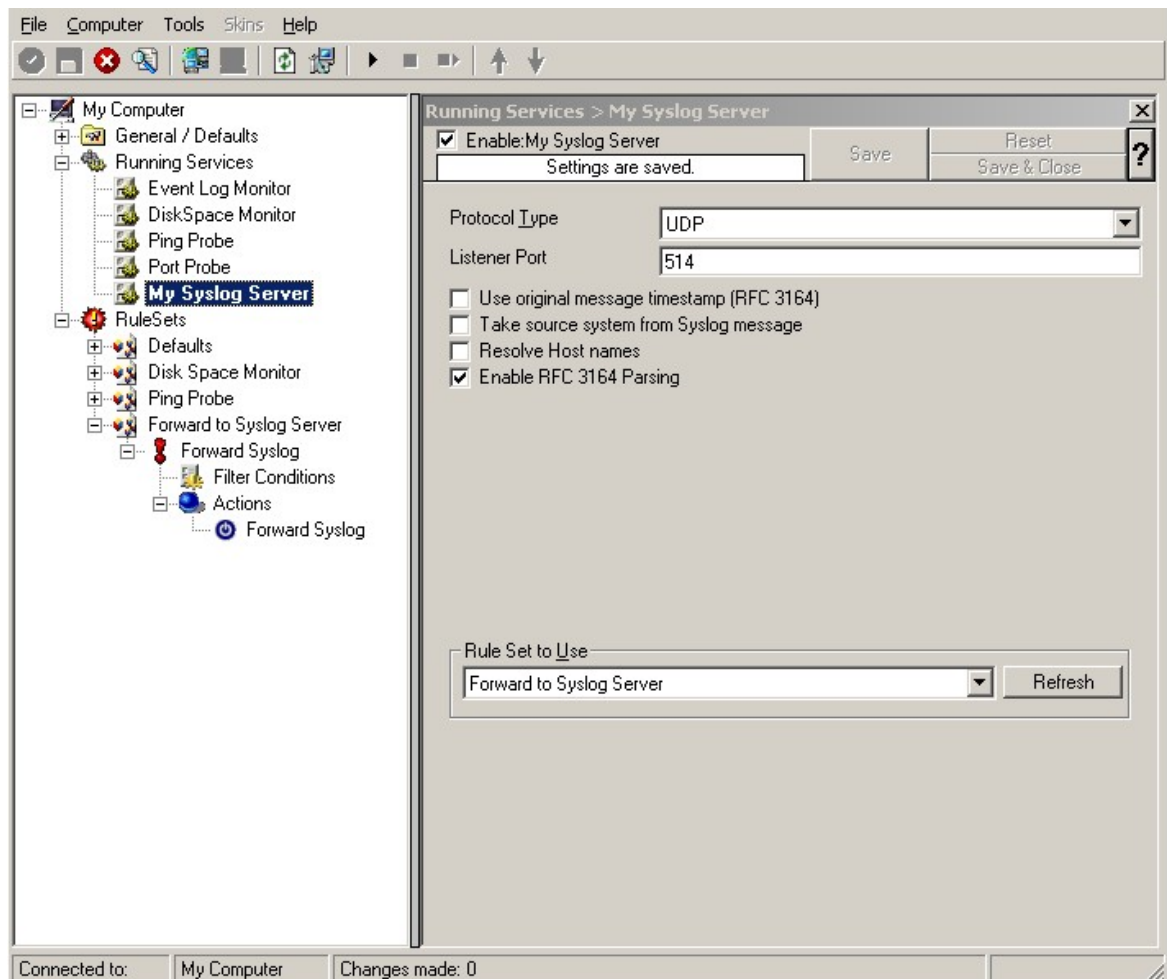 File Computer Tools Skins Help
My Computer
General / Defaults
Running Services
Event Log Monitor
DiskSpace Monitor
Ping Probe
Port Probe
My Syslog Server
RuleSets
Defaults
Disk Space Monitor
Ping Probe
Forward to Syslog Server
Forward Syslog
Filter Conditions
Actions
Forward Syslog
Running Services > My Syslog Server
Enable:My Syslog Server
Settings are saved.
Save
Reset
Save & Close
?
Protocol Type
UDP
Listener Port
514
Use original message timestamp (RFC 3164)
Take source system from Syslog message
Resolve Host names
Enable RFC 3164 Parsing
Rule Set to Use
Forward to Syslog Server
Refresh
Connected to: My Computer Changes made: 0